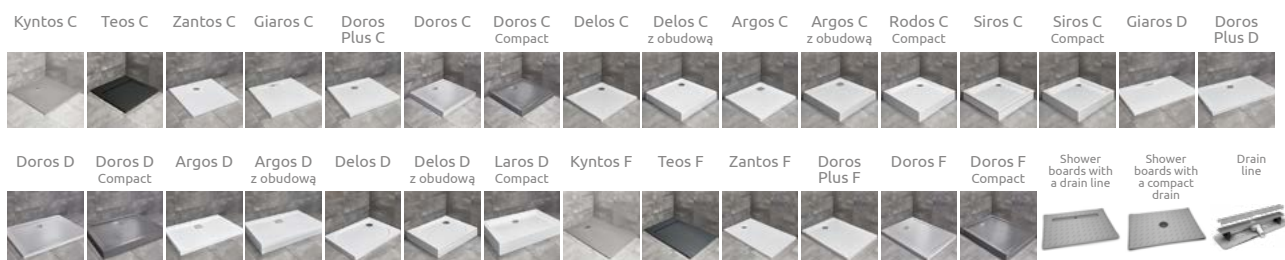 Kyntos C
Teos C
Zantos C
Giaros C
Doros
Plus C
Doros C
Doros C
Compact
Delos C
Delos C
z obudową
Argos C
Argos C
z obudową
Rodos C
Compact
Siros C
Siros C
Compact
Giaros D
Doros
Plus D
Doros D
Doros D
Compact
Argos D
Argos D
z obudową
Delos D
Delos D
z obudową
Laros D
Compact
Kyntos F
Teos F
Zantos F
Doros
Plus F
Doros F
Doros F
Compact
Shower
boards with
a drain line
Shower
boards with
a compact
drain
Drain
line